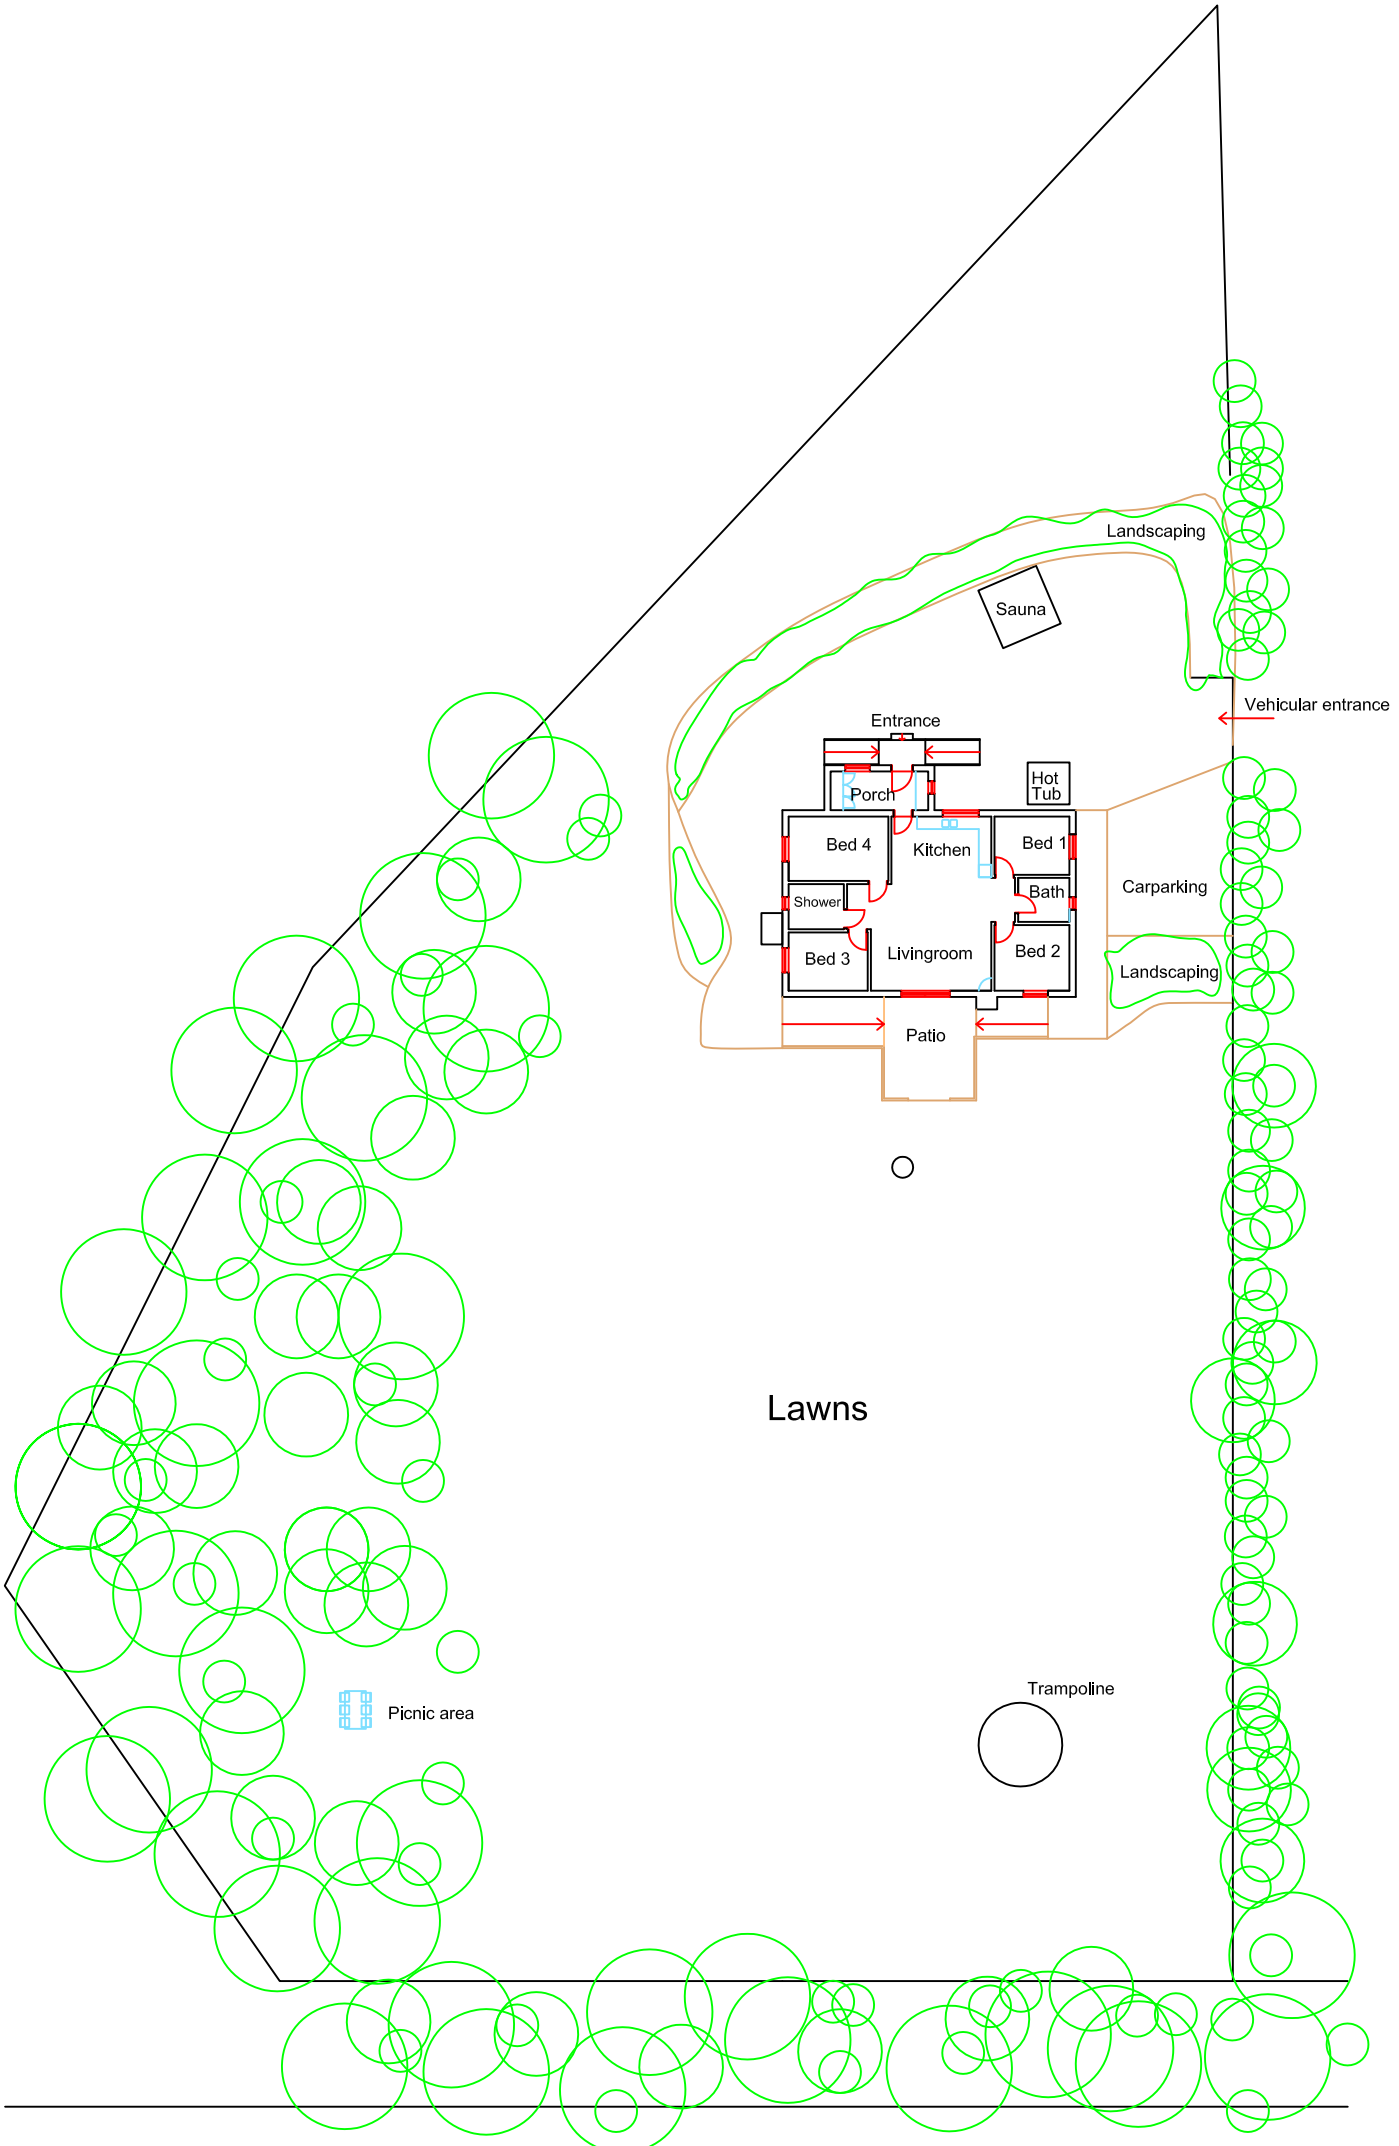 Landscaping
Sauna
Vehicular entrance
Entrance
Hot
Tub
Porch
Bed 4
Kitchen
Bed 1
Carparking
Shower
Bath
Bed 3
Livingroom
Bed 2
Landscaping
Patio
Lawns
Trampoline
Picnic area